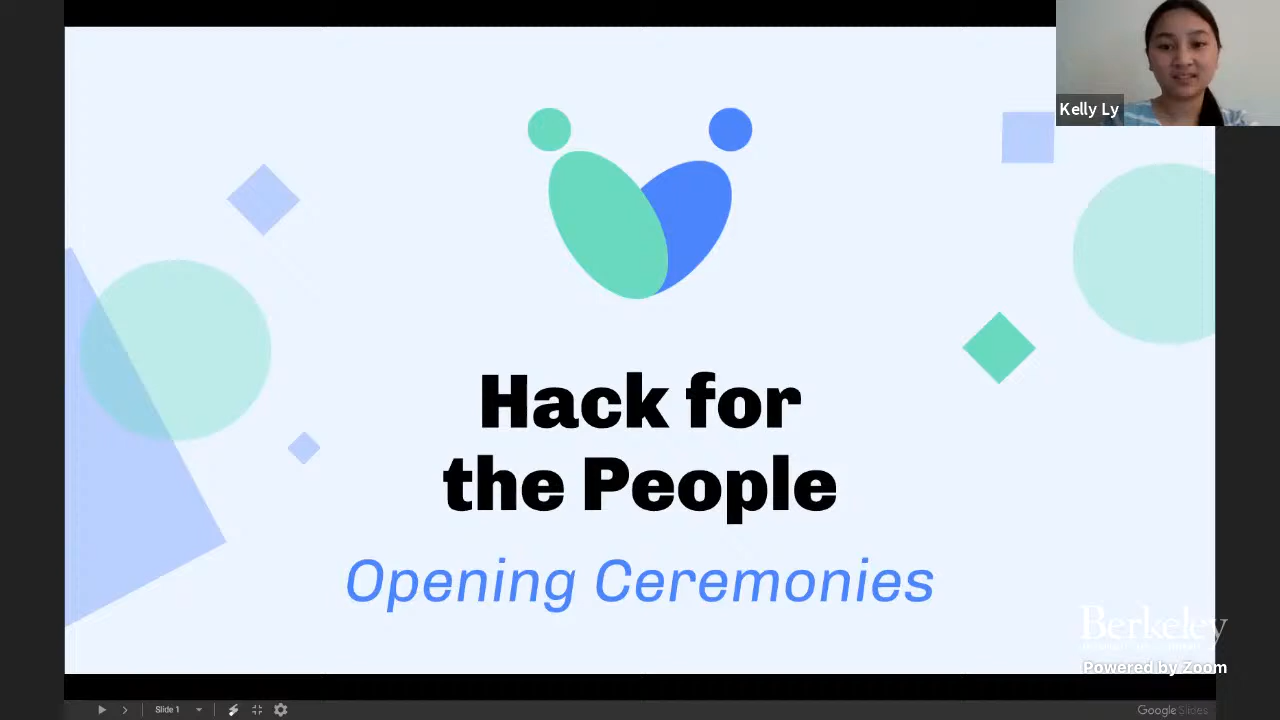 Kelly Ly
Hack for
the People
Opening Ceremonies
Berkeley
Powered by Zoom
Slide 1
Google Slides